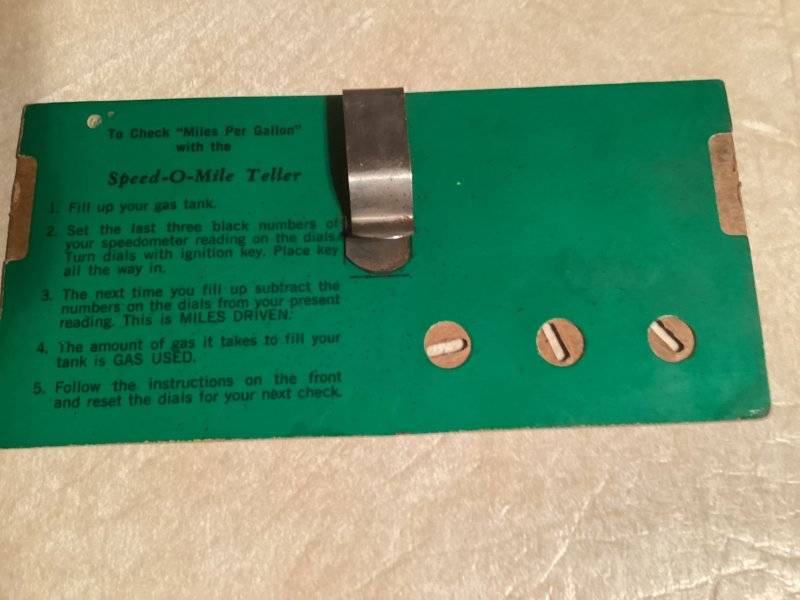 To Check "Miles Per Gallon"
with the
Speed-O-Mile Teller
1. Fill up your gas tank.
2. Set the last three black numbers of
your speedometer reading on the dials.
Turn dials with ignition key. Place key
all the way in.
3. The next time you fill up subtract the
numbers on the dials from your present
reading. This is MILES DRIVEN.
4. The amount of gas it takes to fill your
tank is GAS USED.
5. Follow the instructions on the front
and reset the dials for your next check.